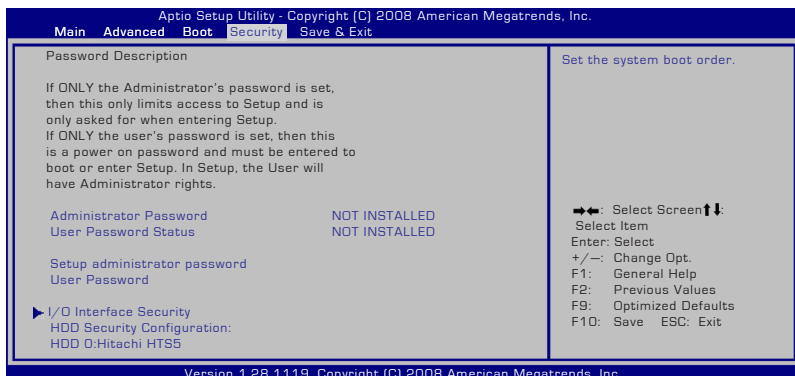 Aptio Setup Utility - Copyright (C) 2008 American Megatrends, Inc.
Main Advanced Boot Security Save & Exit
Password Description
If ONLY the Administrator's password is set,
then this only limits access to Setup and is
only asked for when entering Setup.
If ONLY the user's password is set, then this
is a power on password and must be entered to
boot or enter Setup. In Setup, the User will
have Administrator rights.
Administrator Password NOT INSTALLED
User Password Status NOT INSTALLED
Setup administrator password
User Password
I/O Interface Security
HDD Security Configuration:
HDD 0:Hitachi HTS5
Set the system boot order.
→←: Select Screen↑↓:
Select Item
Enter: Select
+/—: Change Opt.
F1: General Help
F2: Previous Values
F9: Optimized Defaults
F10: Save ESC: Exit
Version 1.28.1119. Copyright (C) 2008 American Megatrends, Inc.